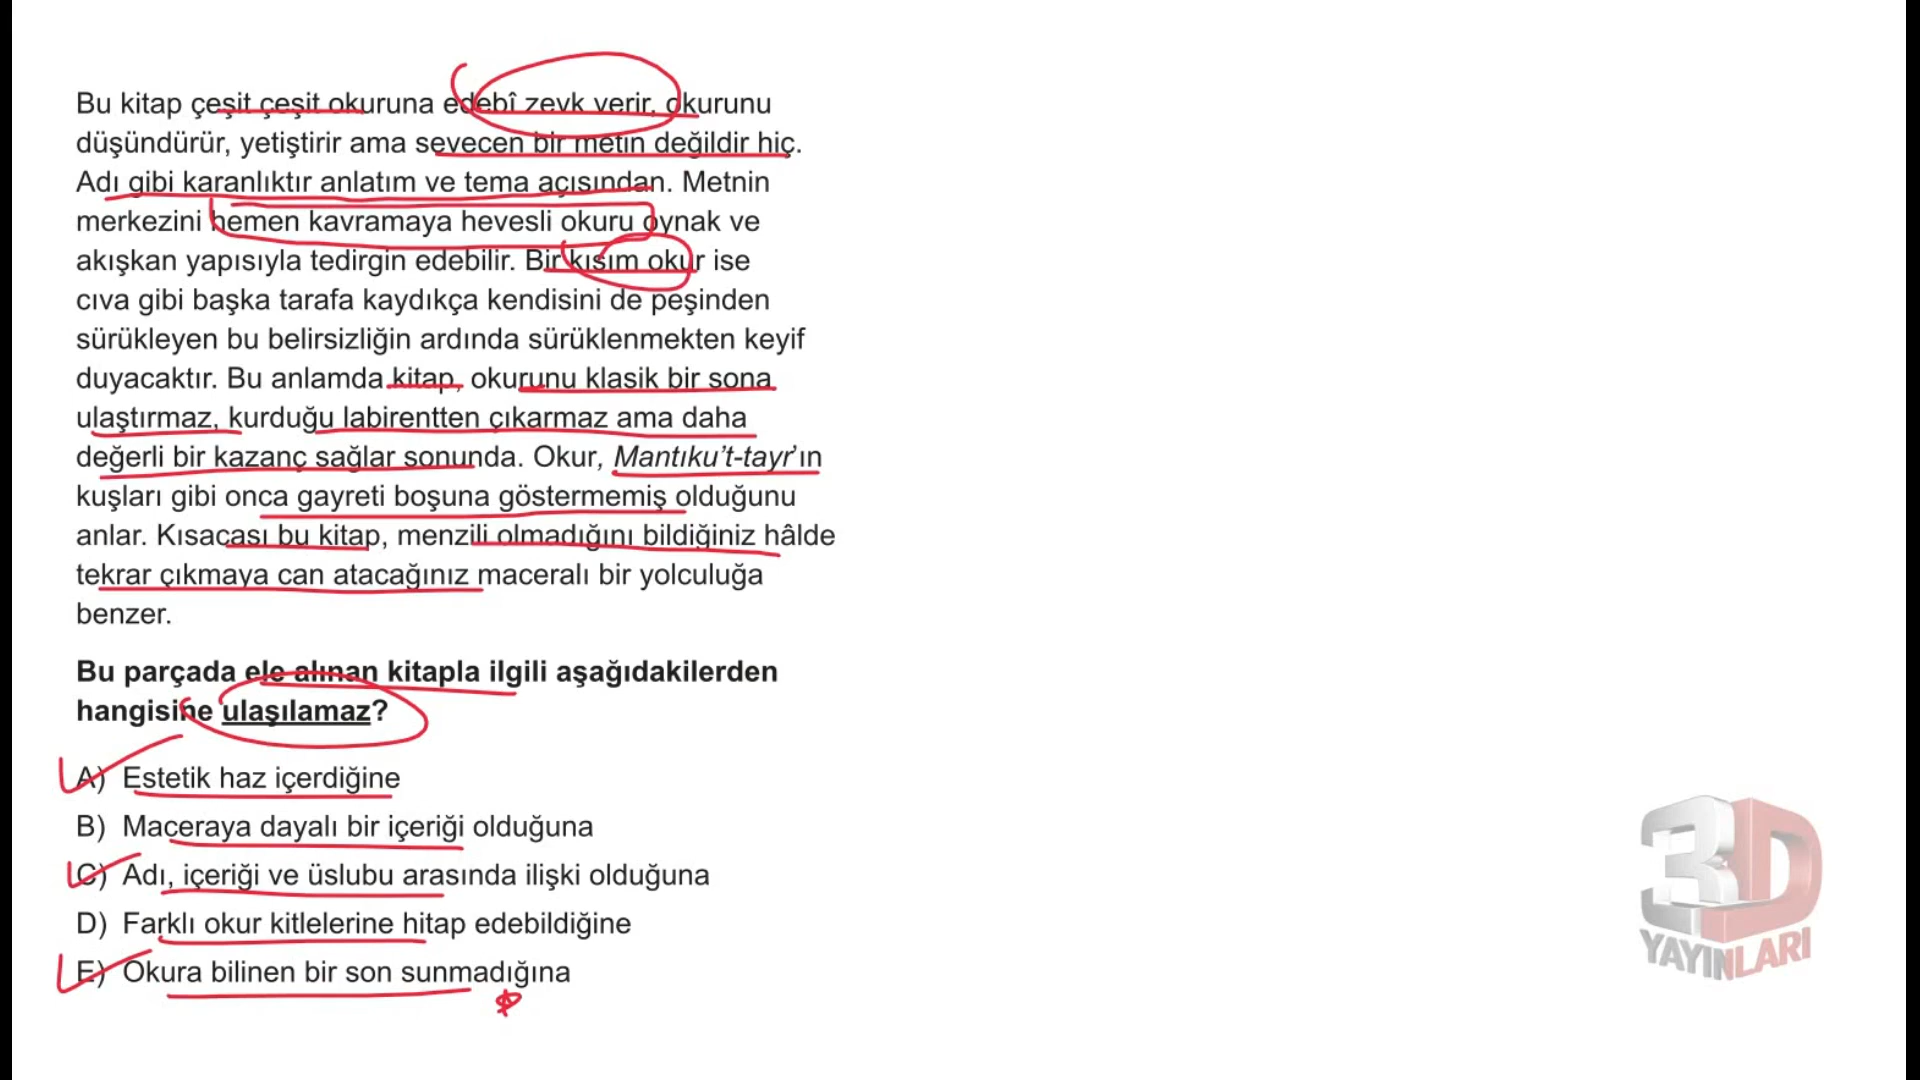 Bu kitap çeşit çeşit okuruna edebî zevk verir, okurunu
düşündürür, yetiştirir ama sevecen bir metin değildir hiç.
Adı gibi karanlıktır anlatım ve tema açısından. Metnin
merkezini hemen kavramaya hevesli okuru oynak ve
akışkan yapısıyla tedirgin edebilir. Bir kısım okur ise
cıva gibi başka tarafa kaydıkça kendisini de peşinden
sürükleyen bu belirsizliğin ardında sürüklenmekten keyif
duyacaktır. Bu anlamda kitap, okurunu klasik bir sona
ulaştırmaz, kurduğu labirentten çıkarmaz ama daha
değerli bir kazanç sağlar sonunda. Okur, Mantıku’t-tayr’ın
kuşları gibi onca gayreti boşuna göstermemiş olduğunu
anlar. Kısacası bu kitap, menzili olmadığını bildiğiniz hâlde
tekrar çıkmaya can atacağınız maceralı bir yolculuğa
benzer.
Bu parçada ele alınan kitapla ilgili aşağıdakilerden
hangisine ulaşılamaz?
A) Estetik haz içerdiğine
B) Maceraya dayalı bir içeriği olduğuna
C) Adı, içeriği ve üslubu arasında ilişki olduğuna
D) Farklı okur kitlelerine hitap edebildiğine
E) Okura bilinen bir son sunmadığına
3D
YAYINLARI